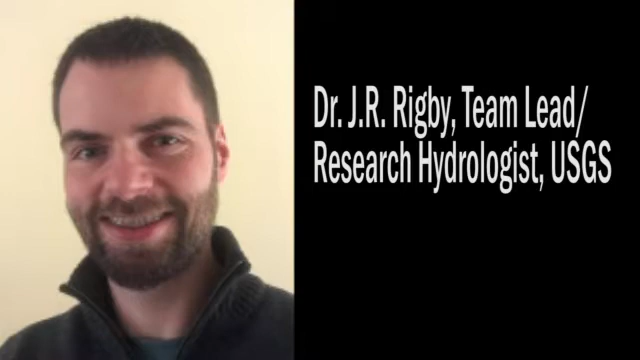 Dr. J.R. Rigby, Team Lead/
Research Hydrologist, USGS